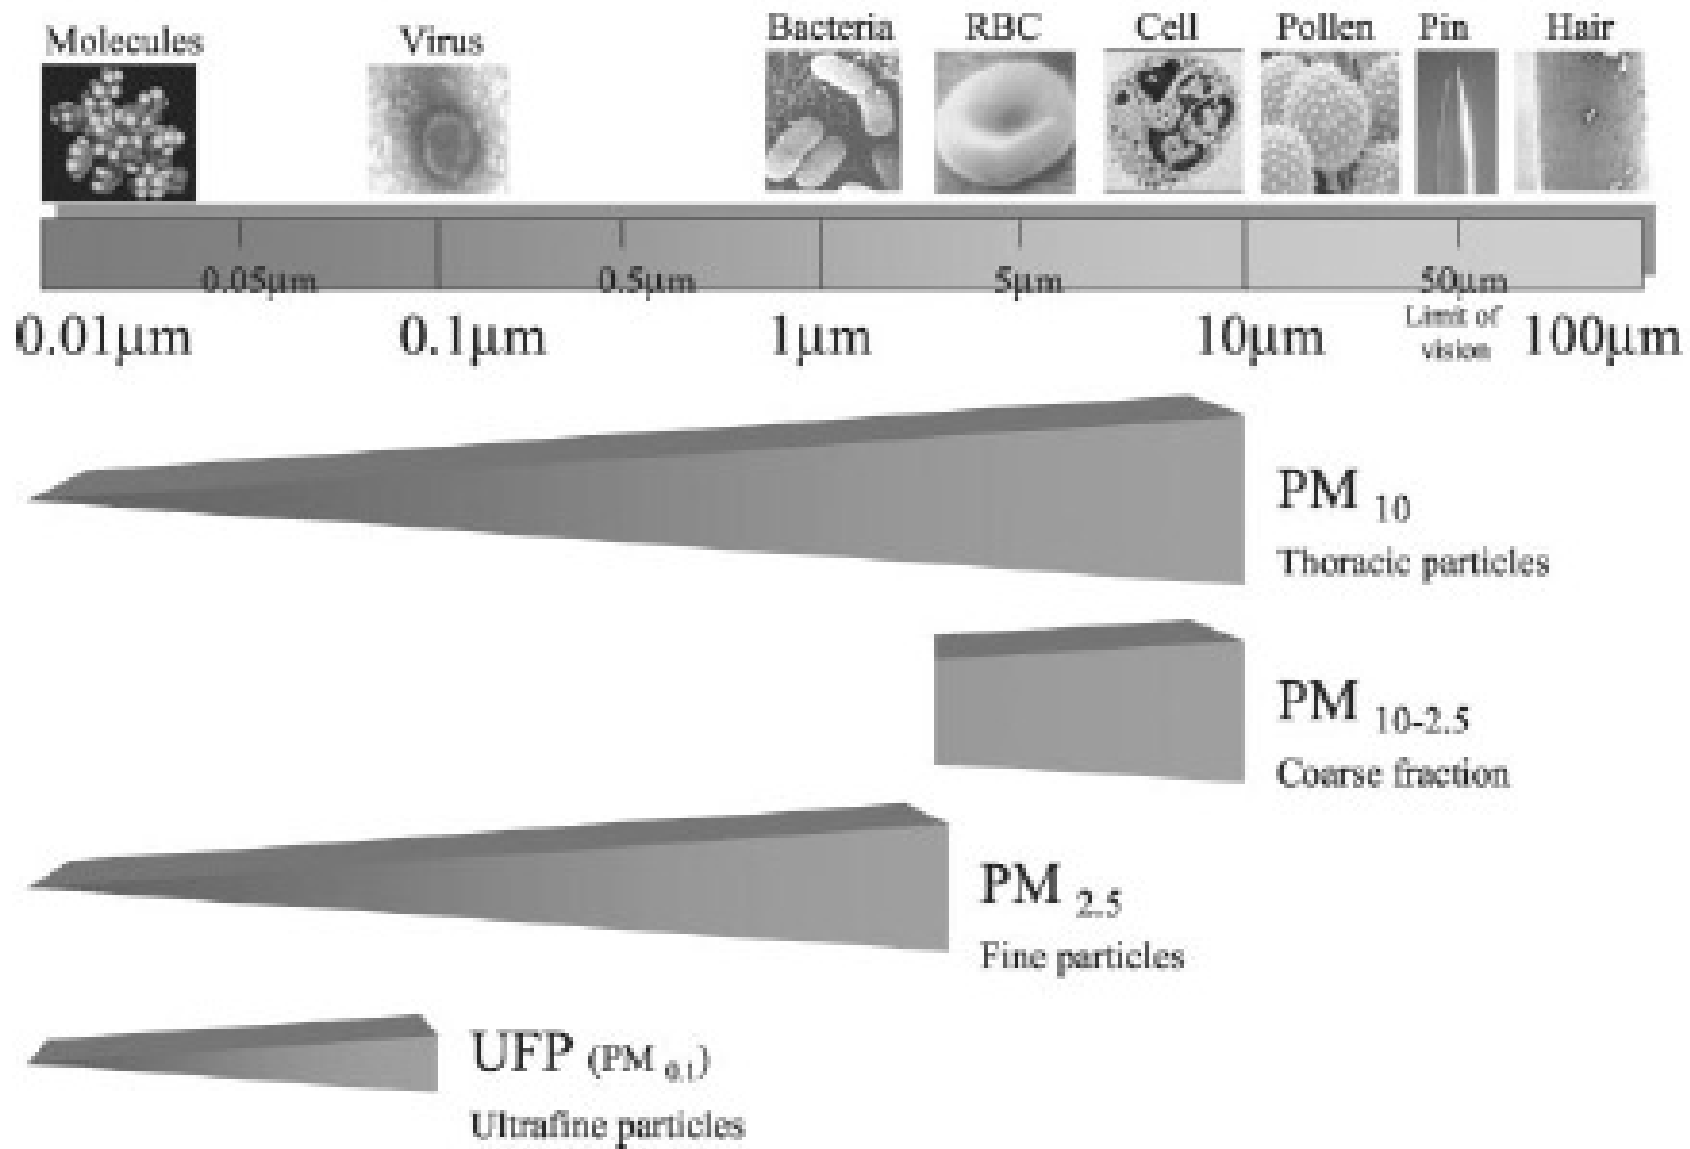 Molecules Virus Bacteria RBC Cell Pollen Pin Hair
0.05μm 0.5μm 5μm 50μm
0.01μm 0.1μm 1μm 10μm Limit of vision 100μm
PM 10
Thoracic particles
PM 10-2.5
Coarse fraction
PM 2.5
Fine particles
UFP (PM 0.1)
Ultrafine particles